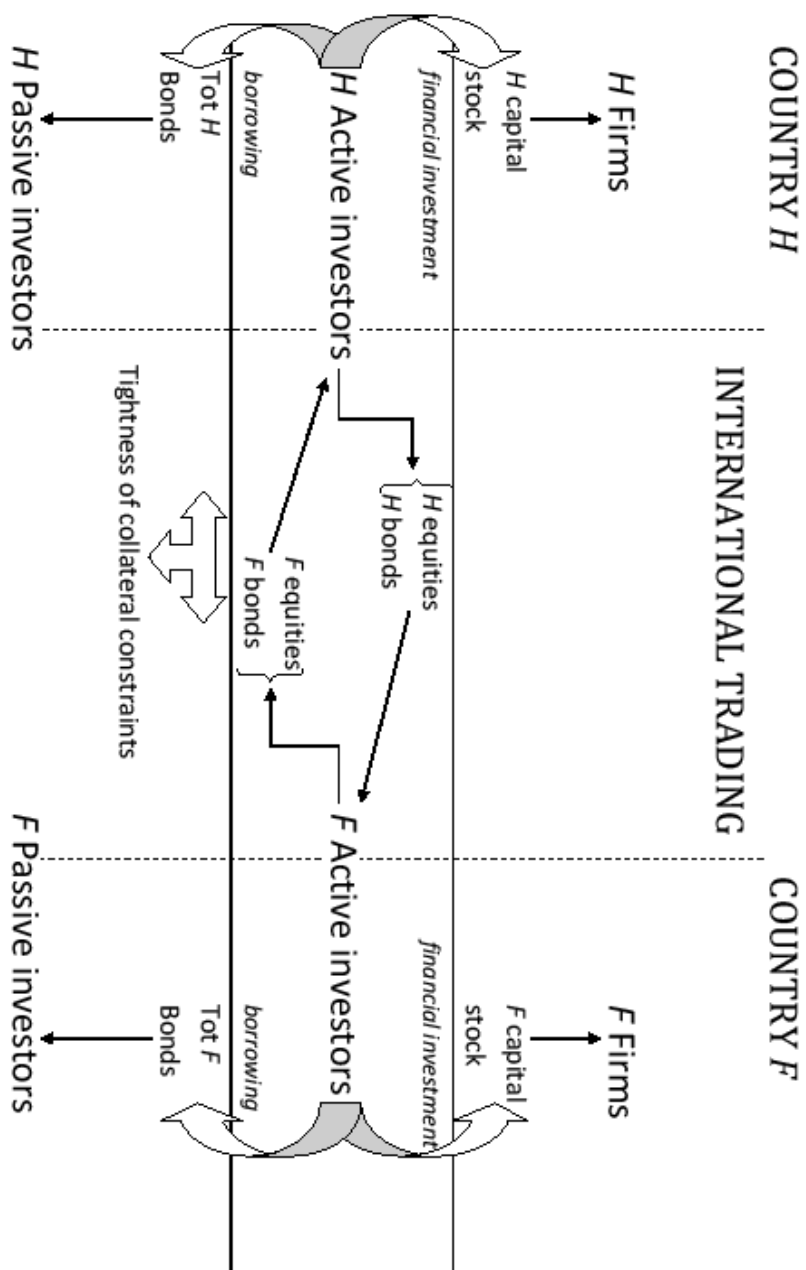 COUNTRY H
INTERNATIONAL TRADING
COUNTRY F
H Firms
F Firms
H capital
stock
F capital
stock
financial investment
financial investment
H equities
H bonds
H Active investors
F Active investors
F equities
F bonds
borrowing
borrowing
Tot H
Bonds
Tot F
Bonds
Tightness of collateral constraints
H Passive investors
F Passive investors